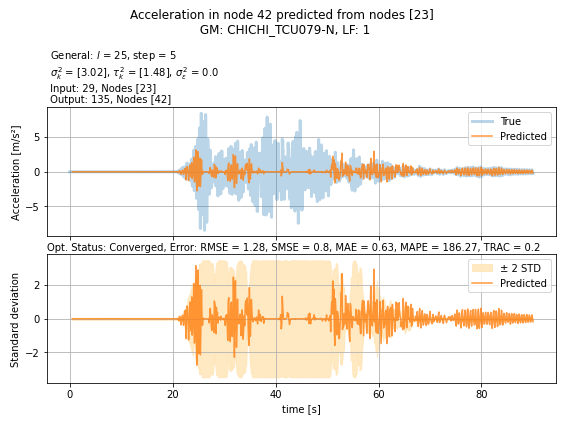 Acceleration in node 42 predicted from nodes [23]
GM: CHICHI_TCU079-N, LF: 1
General: l = 25, step = 5
σ²ₖ = [3.02], τ²ₖ = [1.48], σ²ε = 0.0
Input: 29, Nodes [23]
Output: 135, Nodes [42]
Acceleration [m/s²]
5
0
−5
True
Predicted
Opt. Status: Converged, Error: RMSE = 1.28, SMSE = 0.8, MAE = 0.63, MAPE = 186.27, TRAC = 0.2
Standard deviation
2
0
−2
± 2 STD
Predicted
0 20 40 60 80
time [s]